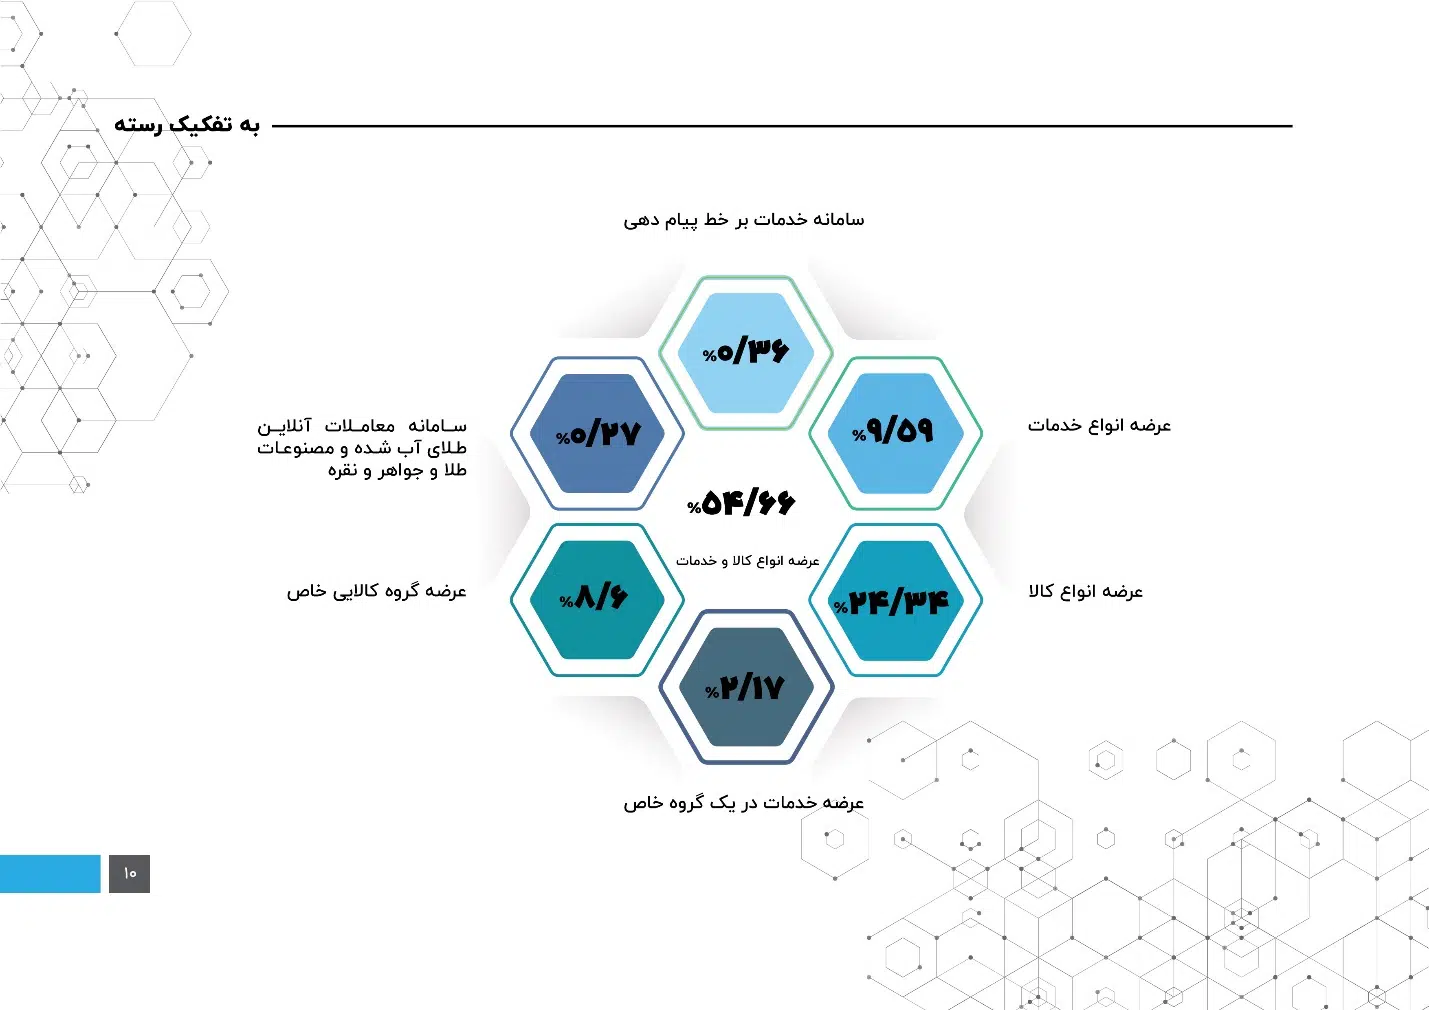 به تفکیک رسته
سامانه خدمات بر خط پیام دهی
%۰/۳۶
%۹/۵۹
عرضه انواع خدمات
%۰/۲۷
سامانه معاملات آنلاین
طلای آب شده و مصنوعات
طلا و جواهر و نقره
%۵۴/۶۶
عرضه انواع کالا و خدمات
%۲۴/۳۴
عرضه انواع کالا
%۸/۶
عرضه گروه کالایی خاص
%۲/۱۷
عرضه خدمات در یک گروه خاص
۱۰